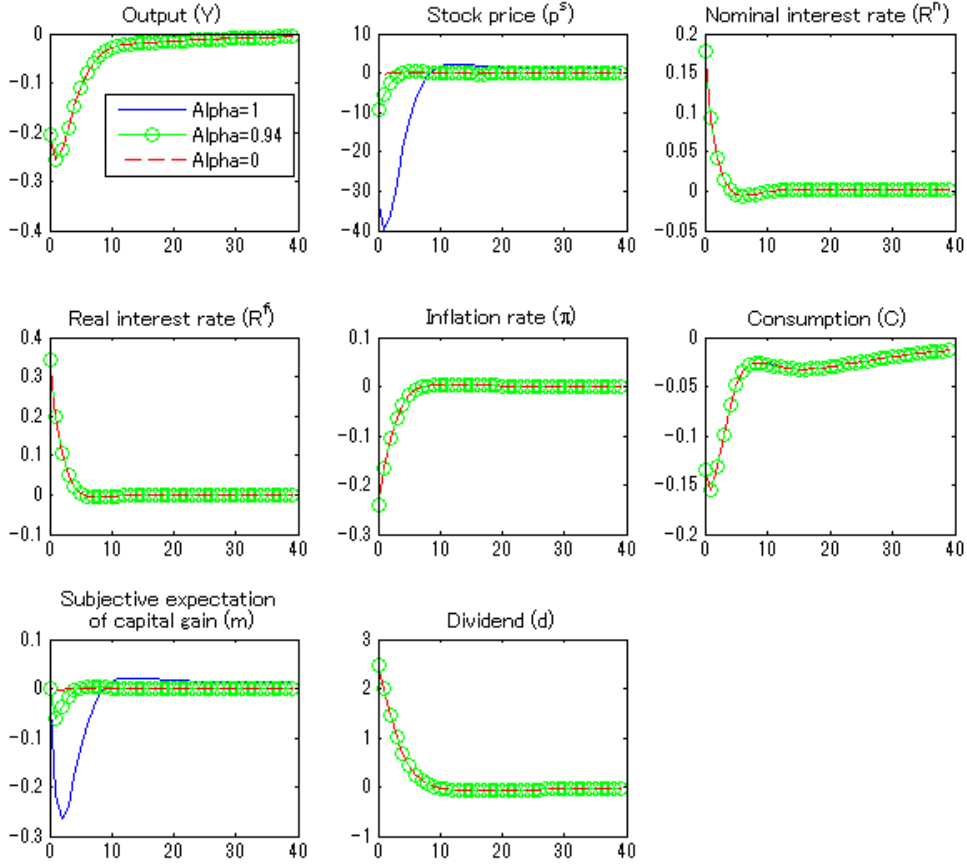 Output (Y)
0
-0.1
-0.2
-0.3
-0.4
0 10 20 30 40
Alpha=1
Alpha=0.94
Alpha=0
Stock price (pˢ)
10
0
-10
-20
-30
-40
0 10 20 30 40
Nominal interest rate (Rⁿ)
0.2
0.15
0.1
0.05
0
-0.05
0 10 20 30 40
Real interest rate
0.4
0.3
0.2
0.1
0
-0.1
0 10 20 30 40
Inflation rate (π)
0.1
0
-0.1
-0.2
-0.3
0 10 20 30 40
Consumption (C)
0
-0.05
-0.1
-0.15
-0.2
0 10 20 30 40
Subjective expectation
of capital gain (m)
0.1
0
-0.1
-0.2
-0.3
0 10 20 30 40
Dividend (d)
3
2
1
0
-1
0 10 20 30 40